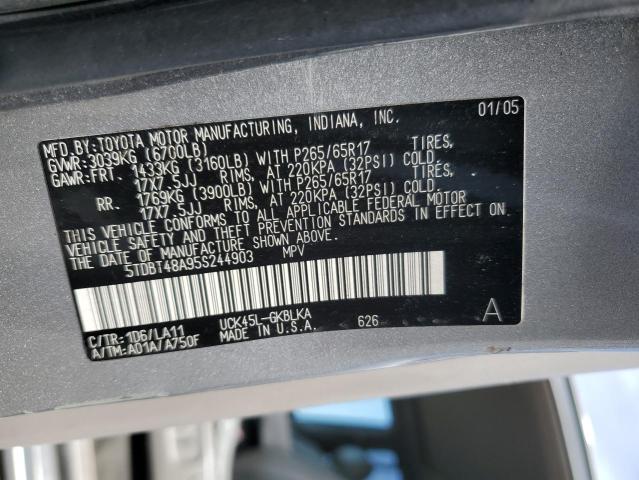 MFD.BY:TOYOTA MOTOR MANUFACTURING, INDIANA, INC. 01/05
GVWR:3039KG (6700LB)
GAWR:FRT. 1433KG (3160LB) WITH P265/65R17 TIRES,
17X7.5JJ RIMS, AT 220KPA (32PSI) COLD.
RR. 1769KG (3900LB) WITH P265/65R17 TIRES,
17X7.5JJ RIMS, AT 220KPA (32PSI) COLD.
THIS VEHICLE CONFORMS TO ALL APPLICABLE FEDERAL MOTOR
VEHICLE SAFETY AND THEFT PREVENTION STANDARDS IN EFFECT ON
THE DATE OF MANUFACTURE SHOWN ABOVE.
5TDBT48A95S244903 MPV
C/TR:1D6/LA11 UCK45L-GKBLKA A
A/TM:A01A/A750F MADE IN U.S.A. 626